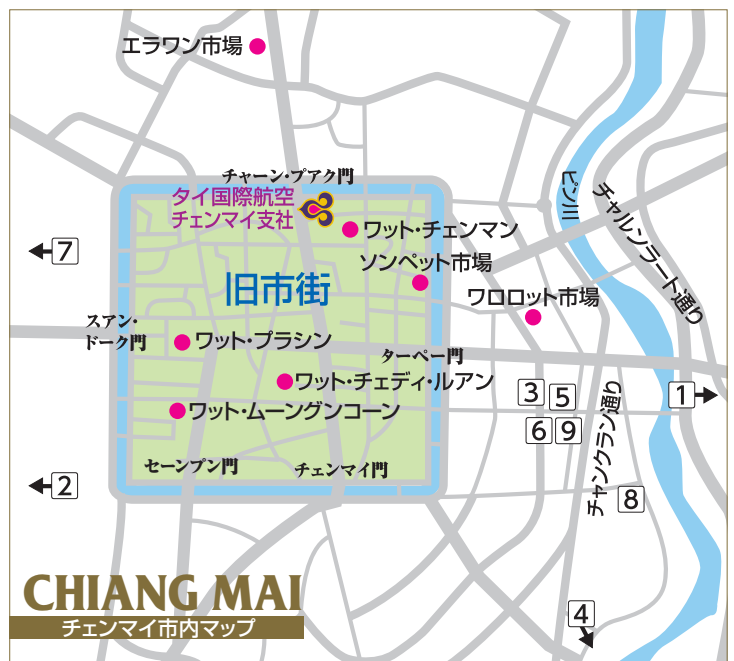 エラワン市場
チャーン・プアク門
タイ国際航空
チェンマイ支社
ワット・チェンマン
ピン川
チャルンラート通り
7
ソンペット市場
旧市街
ワロロット市場
スアン・
ドーク門
ワット・プラシン
ターペー門
ワット・チェディ・ルアン
3
5
1
ワット・ムーングンコーン
6
9
チャンクラン通り
セーンプン門
チェンマイ門
2
8
CHIANG MAI
チェンマイ市内マップ
4